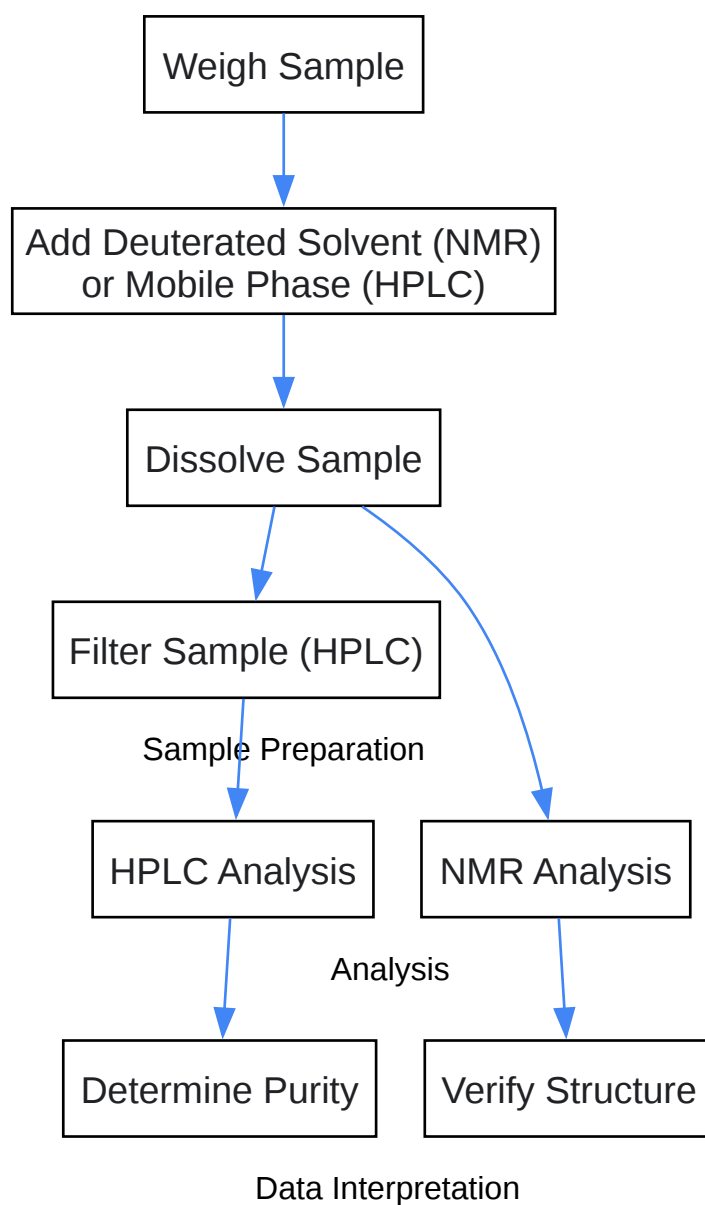 Weigh Sample
Add Deuterated Solvent (NMR)
or Mobile Phase (HPLC)
Dissolve Sample
Filter Sample (HPLC)
Sample Preparation
HPLC Analysis
NMR Analysis
Analysis
Determine Purity
Verify Structure
Data Interpretation